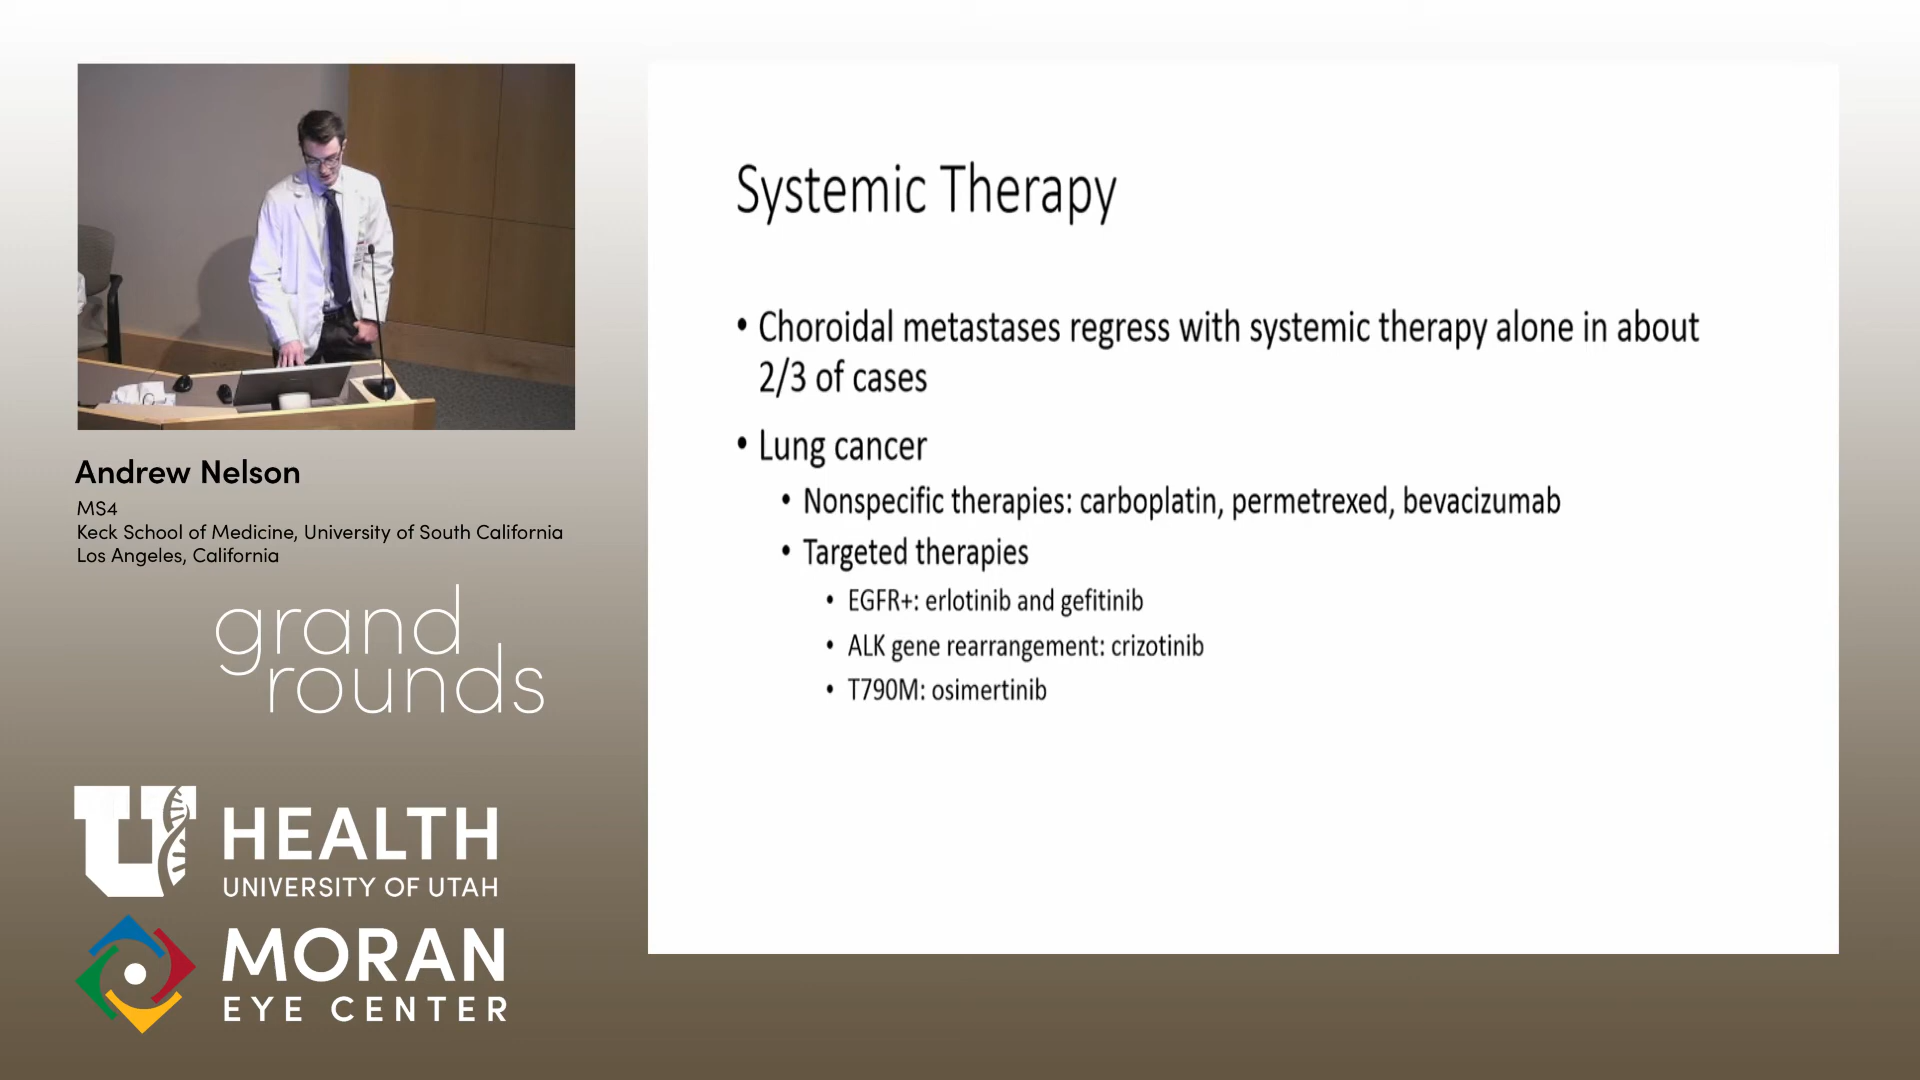 Andrew Nelson
MS4
Keck School of Medicine, University of South California
Los Angeles, California
grand
rounds
U HEALTH
UNIVERSITY OF UTAH
MORAN
EYE CENTER
Systemic Therapy
• Choroidal metastases regress with systemic therapy alone in about
2/3 of cases
• Lung cancer
• Nonspecific therapies: carboplatin, permetrexed, bevacizumab
• Targeted therapies
• EGFR+: erlotinib and gefitinib
• ALK gene rearrangement: crizotinib
• T790M: osimertinib